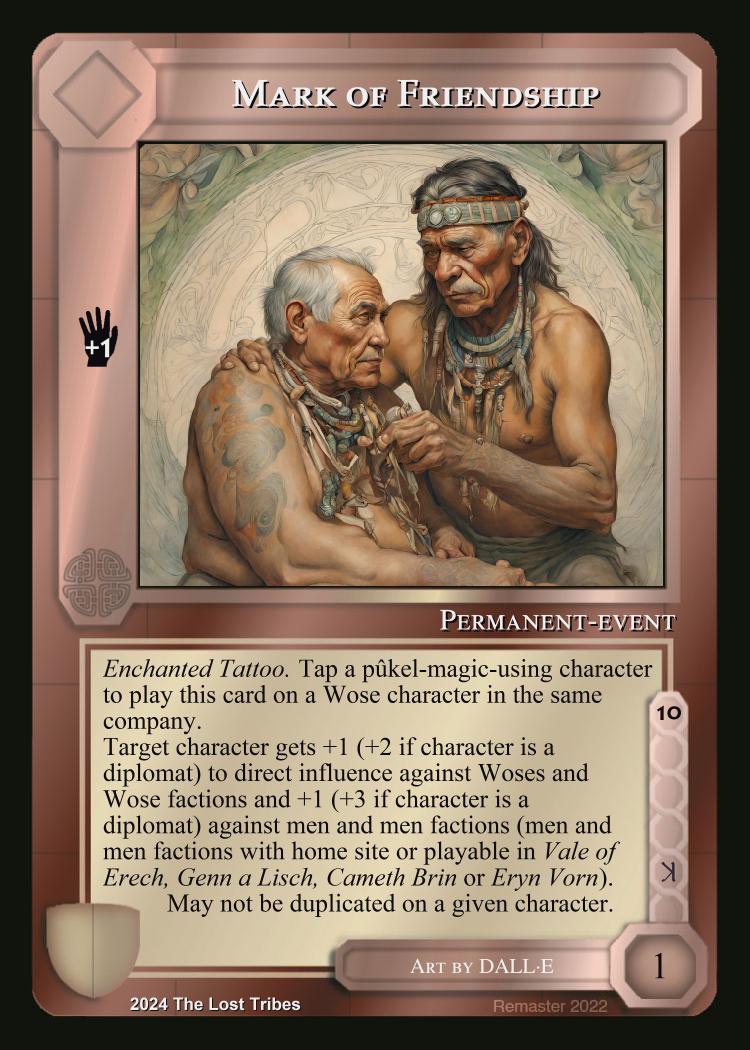 Mark of Friendship
+1
Permanent-event
Enchanted Tattoo. Tap a pûkel-magic-using character
to play this card on a Wose character in the same
company.
Target character gets +1 (+2 if character is a
diplomat) to direct influence against Woses and
Wose factions and +1 (+3 if character is a
diplomat) against men and men factions (men and
men factions with home site or playable in Vale of
Erech, Genn a Lisch, Cameth Brin or Eryn Vorn).
May not be duplicated on a given character.
10
Art by DALL·E
1
2024 The Lost Tribes
Remaster 2022